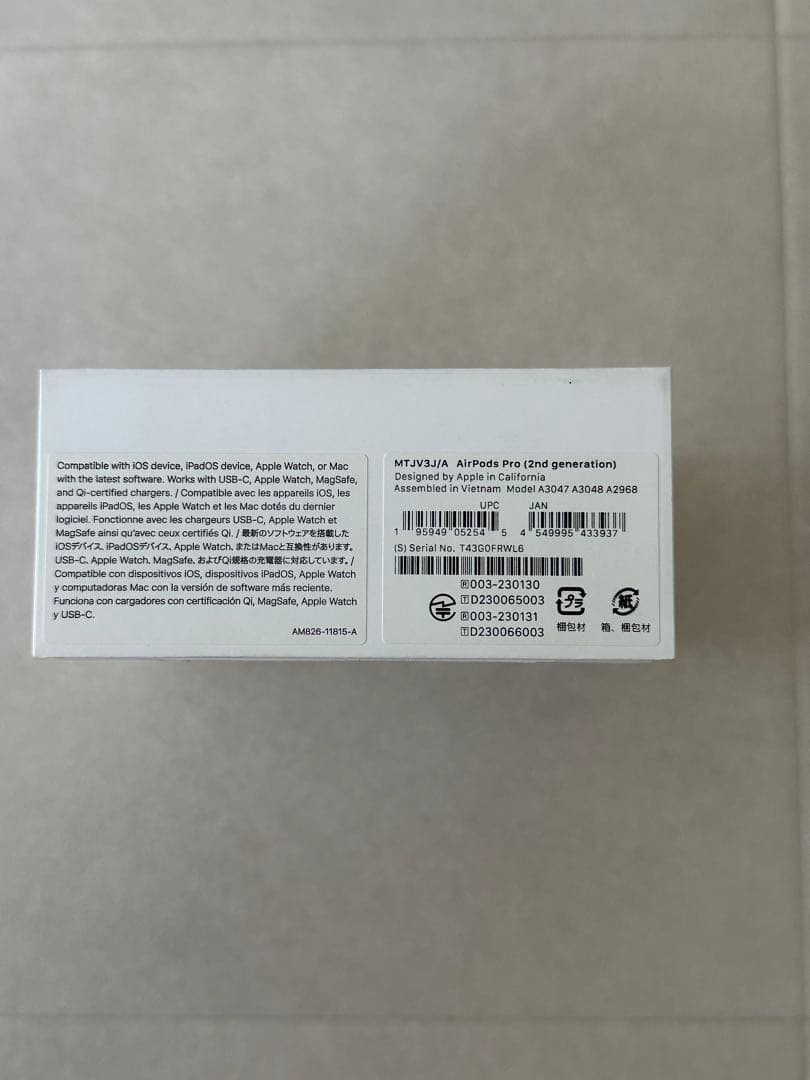 Compatible with iOS device, iPadOS device, Apple Watch, or Mac
with the latest software. Works with USB-C, Apple Watch, MagSafe,
and Qi-certified chargers. / Compatible avec les appareils iOS, les
appareils iPadOS, les Apple Watch et les Mac dotés du dernier
logiciel. Fonctionne avec les chargeurs USB-C, Apple Watch et
MagSafe ainsi qu'avec ceux certifiés Qi. / 最新のソフトウェアを搭載した
iOSデバイス、iPadOSデバイス、Apple Watch、またはMacと互換性があります。
USB-C、Apple Watch、MagSafe、およびQi規格の充電器に対応しています。/
Compatible con dispositivos iOS, dispositivos iPadOS, Apple Watch
y computadoras Mac con la versión de software más reciente.
Funciona con cargadores con certificación Qi, MagSafe, Apple Watch
y USB-C.
AM826-11815-A
MTJV3J/A AirPods Pro (2nd generation)
Designed by Apple in California
Assembled in Vietnam Model A3047 A3048 A2968
UPC JAN
1 95949 05254 5 4 549995 433937
(S) Serial No. T43G0FRWL6
R 003-230130
T D230065003
R 003-230131
T D230066003
プラ 梱包材
紙 箱、梱包材